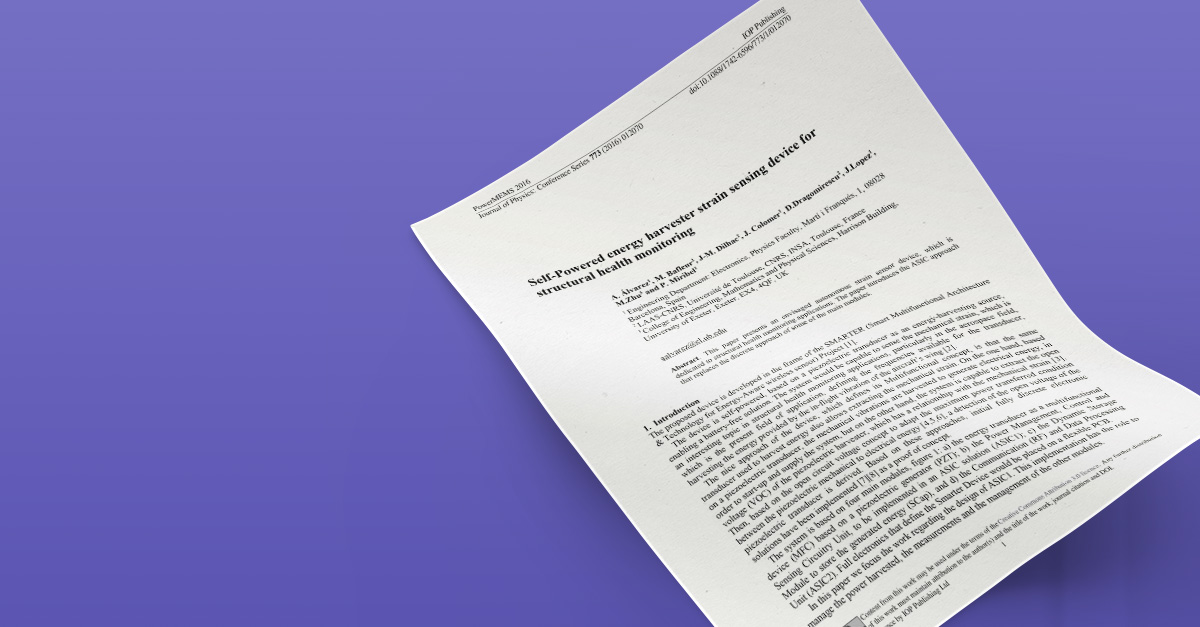 IOP Publishing
PowerMEMS 2016
doi:10.1088/1742-6596/773/1/012070
Journal of Physics: Conference Series 773 (2016) 012070
Self-Powered energy harvester strain sensing device for
structural health monitoring
A. Álvarez¹, M. Bafleur², J-M. Dilhac², J. Colomer¹, D.Dragomirescu², J.Lopez¹,
M.Zhu³ and P. Miribel¹
¹ Engineering Department: Electronics. Physics Faculty, Martí i Franqués, 1, 08028
Barcelona, Spain
² LAAS-CNRS, Université de Toulouse, CNRS, INSA, Toulouse, France
³ College of Engineering, Mathematics and Physical Sciences, Harrison Building,
University of Exeter, Exeter, EX4, 4QF, UK
Abstract This paper presents an envisaged autonomous strain sensor device, which is
dedicated to structural health monitoring applications. The paper introduces the ASIC approach
that replaces the discrete approach of some of the main modules.
1. Introduction
The proposed device is developed in the frame of the SMARTER (Smart Multifunctional Architecture
& Technology for Energy-Aware wireless sensor) Project [1].
The device is self-powered, based on a piezoelectric transducer as an energy-harvesting source,
enabling a battery-free solution. The system would be capable to sense the mechanical strain, which is
an interesting topic in structural health monitoring applications, particularly in the aerospace field,
which is the present field of application, defining the frequencies available for the transducer,
harvesting the energy provided by the in-flight vibration of the aircraft's wing [2].
The nice approach of the device, which defines its Multifunctional concept, is that the same
transducer used to harvest energy also allows extracting the mechanical strain. On the one hand, based
on a piezoelectric transducer the mechanical vibrations are harvested to generate electrical energy, in
order to start-up and supply the system, but on the other hand, the system is capable to extract the open
voltage (VOC) of the piezoelectric harvester, which has a relationship with the mechanical strain [3].
Then, based on the open circuit voltage concept to adapt the maximum power transferred condition
between the piezoelectric mechanical to electrical energy [4,5,6], a detection of the open voltage of the
piezoelectric transducer is derived. Based on these approaches, initial fully discrete electronic
solutions have been implemented [7][8] as a proof of concept.
The system is based on four main modules, figure 1: a) the energy transducer as a multifunctional
device (MFC) based on a piezoelectric generator (PZT); b) the Power Management, Control and
Sensing Circuitry Unit, to be implemented in an ASIC solution (ASIC1); c) the Dynamic Storage
Module to store the generated energy (SCap), and d) the Communication (RF) and Data Processing
Unit (ASIC2). Full electronics that define the Smarter Device would be placed on a flexible PCB.
In this paper we focus the work regarding the design of ASIC1. This implementation has the role to
manage the power harvested, the measurements and the management of the other modules.
Content from this work may be used under the terms of the Creative Commons Attribution 3.0 licence. Any further distribution
of this work must maintain attribution to the author(s) and the title of the work, journal citation and DOI.
ce by IOP Publishing Ltd
1